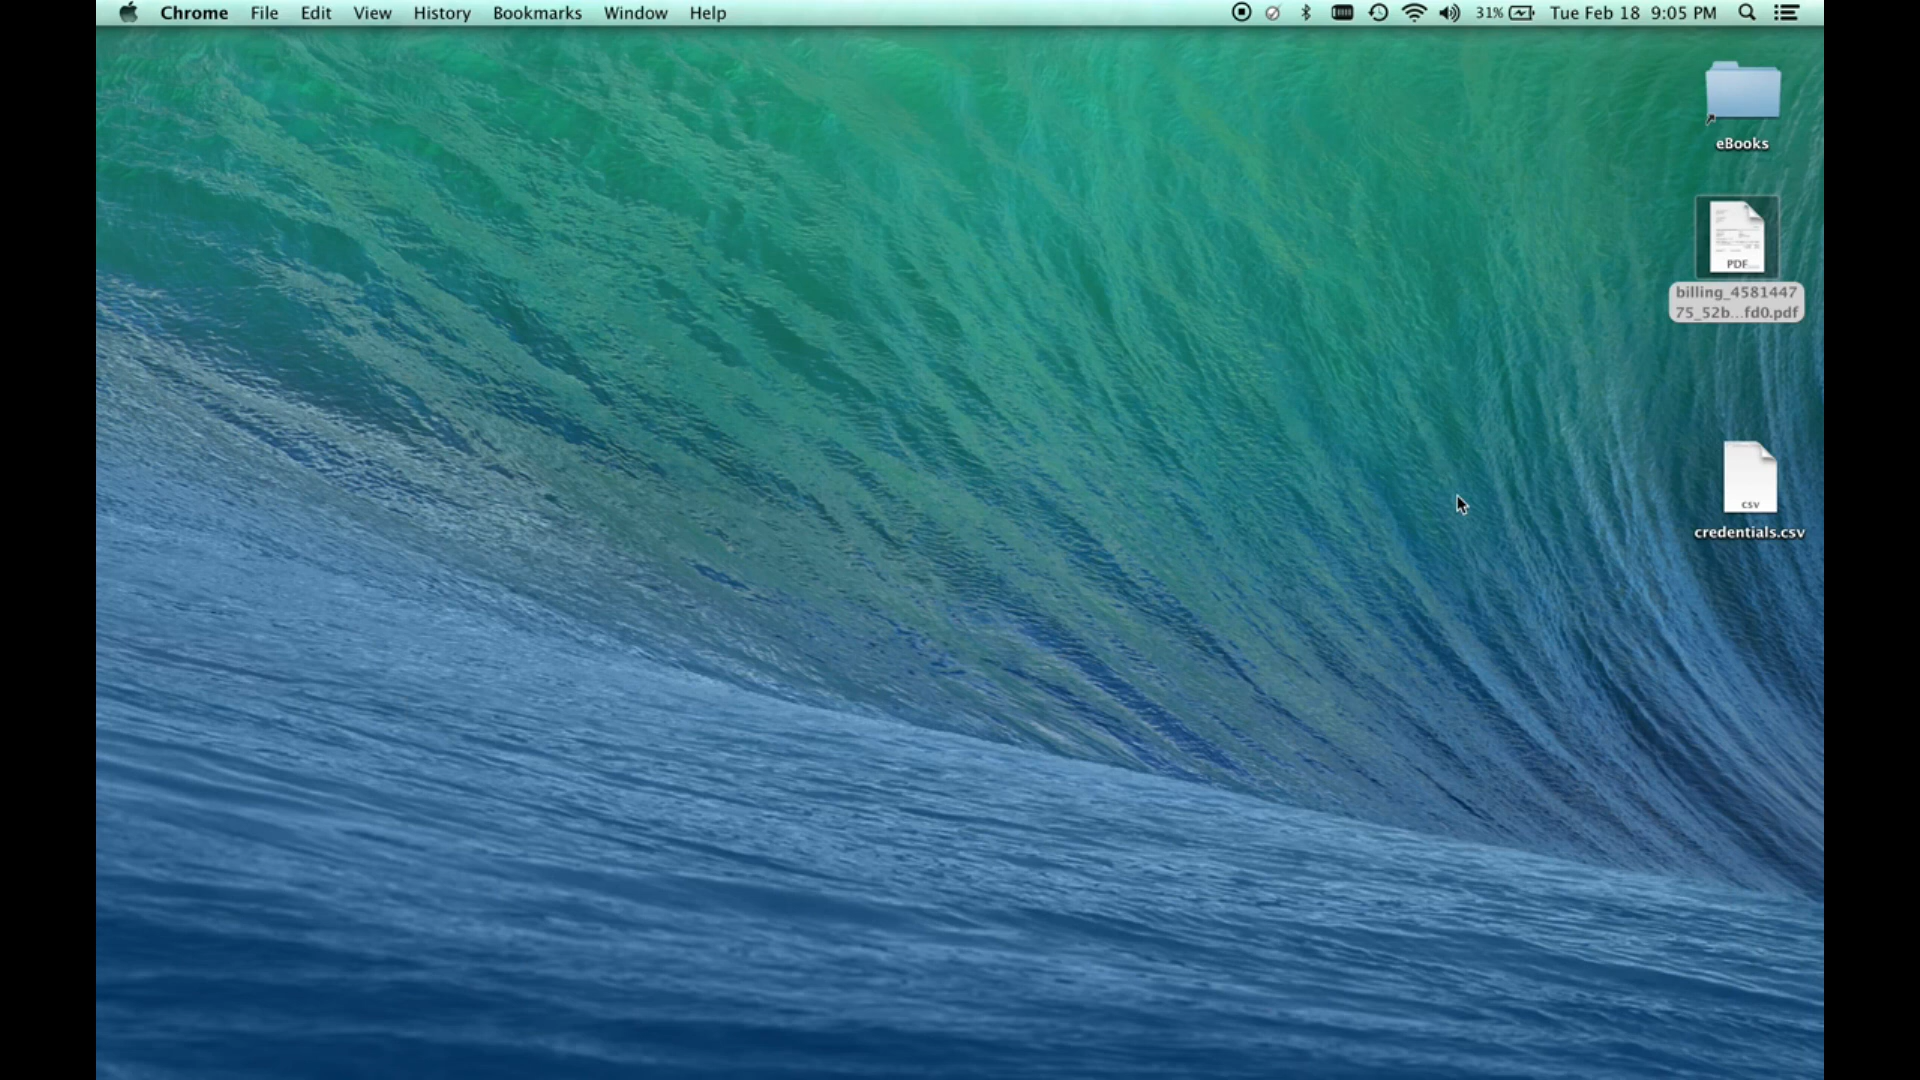 Chrome File Edit View History Bookmarks Window Help 31% Tue Feb 18 9:05 PM
eBooks
PDF
billing_4581447
75_52b...fd0.pdf
csv
credentials.csv